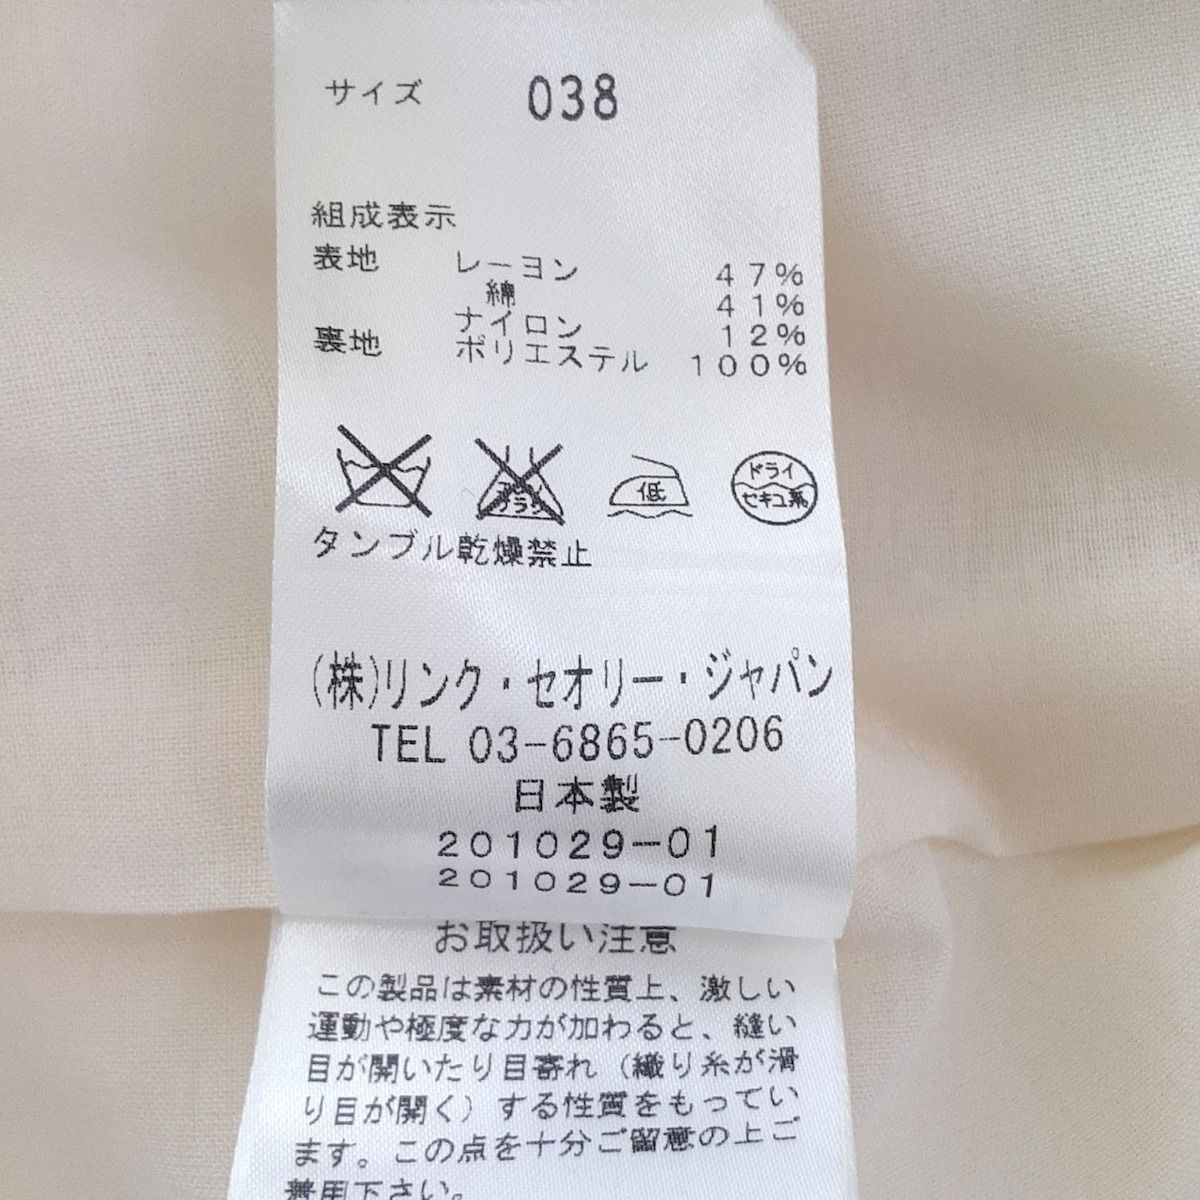 サイズ 038
組成表示
表地 レーヨン 47%
綿 41%
ナイロン 12%
裏地 ポリエステル 100%
低
ドライ
セキユ系
タンブル乾燥禁止
(株)リンク・セオリー・ジャパン
TEL 03-6865-0206
日本製
201029-01
201029-01
お取扱い注意
この製品は素材の性質上、激しい
運動や極度な力が加わると、縫い
目が開いたり目寄れ（織り糸が滑
り目が開く）する性質をもってい
ます。この点を十分ご留意の上ご
着用下さい。